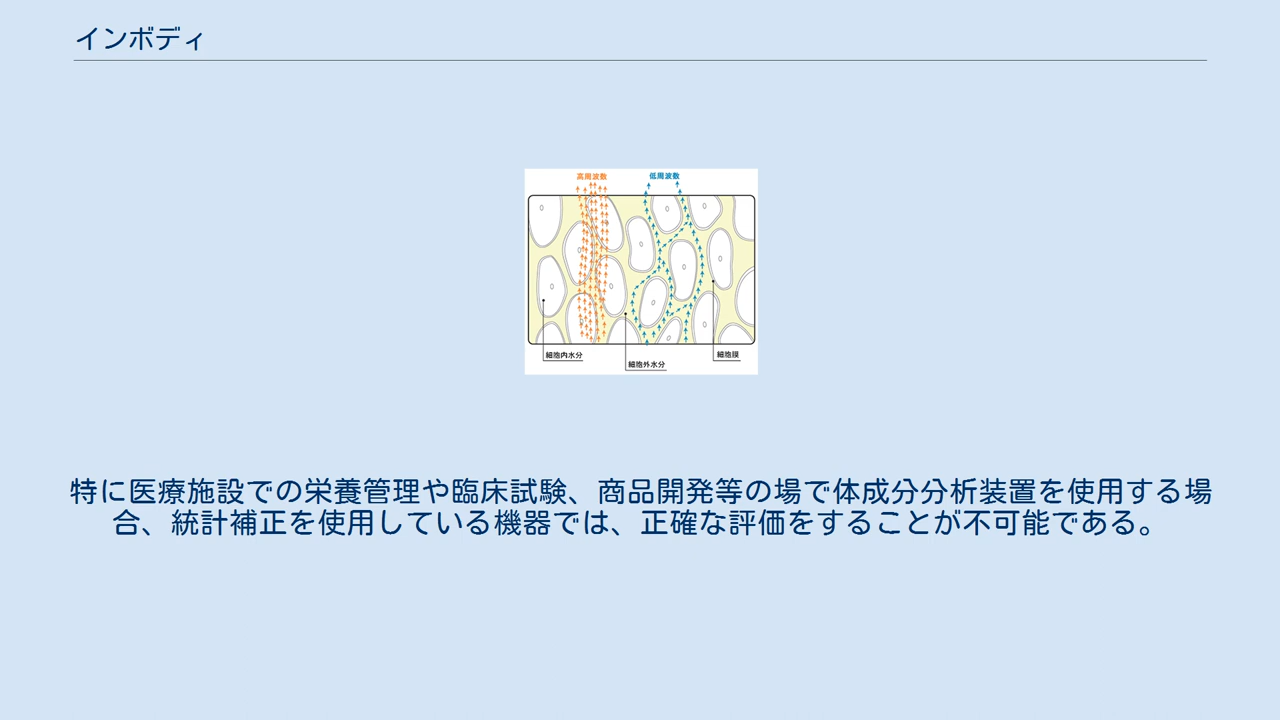 インボディ
高周波数
低周波数
細胞内水分
細胞外水分
細胞膜
特に医療施設での栄養管理や臨床試験、商品開発等の場で体成分分析装置を使用する場
合、統計補正を使用している機器では、正確な評価をすることが不可能である。